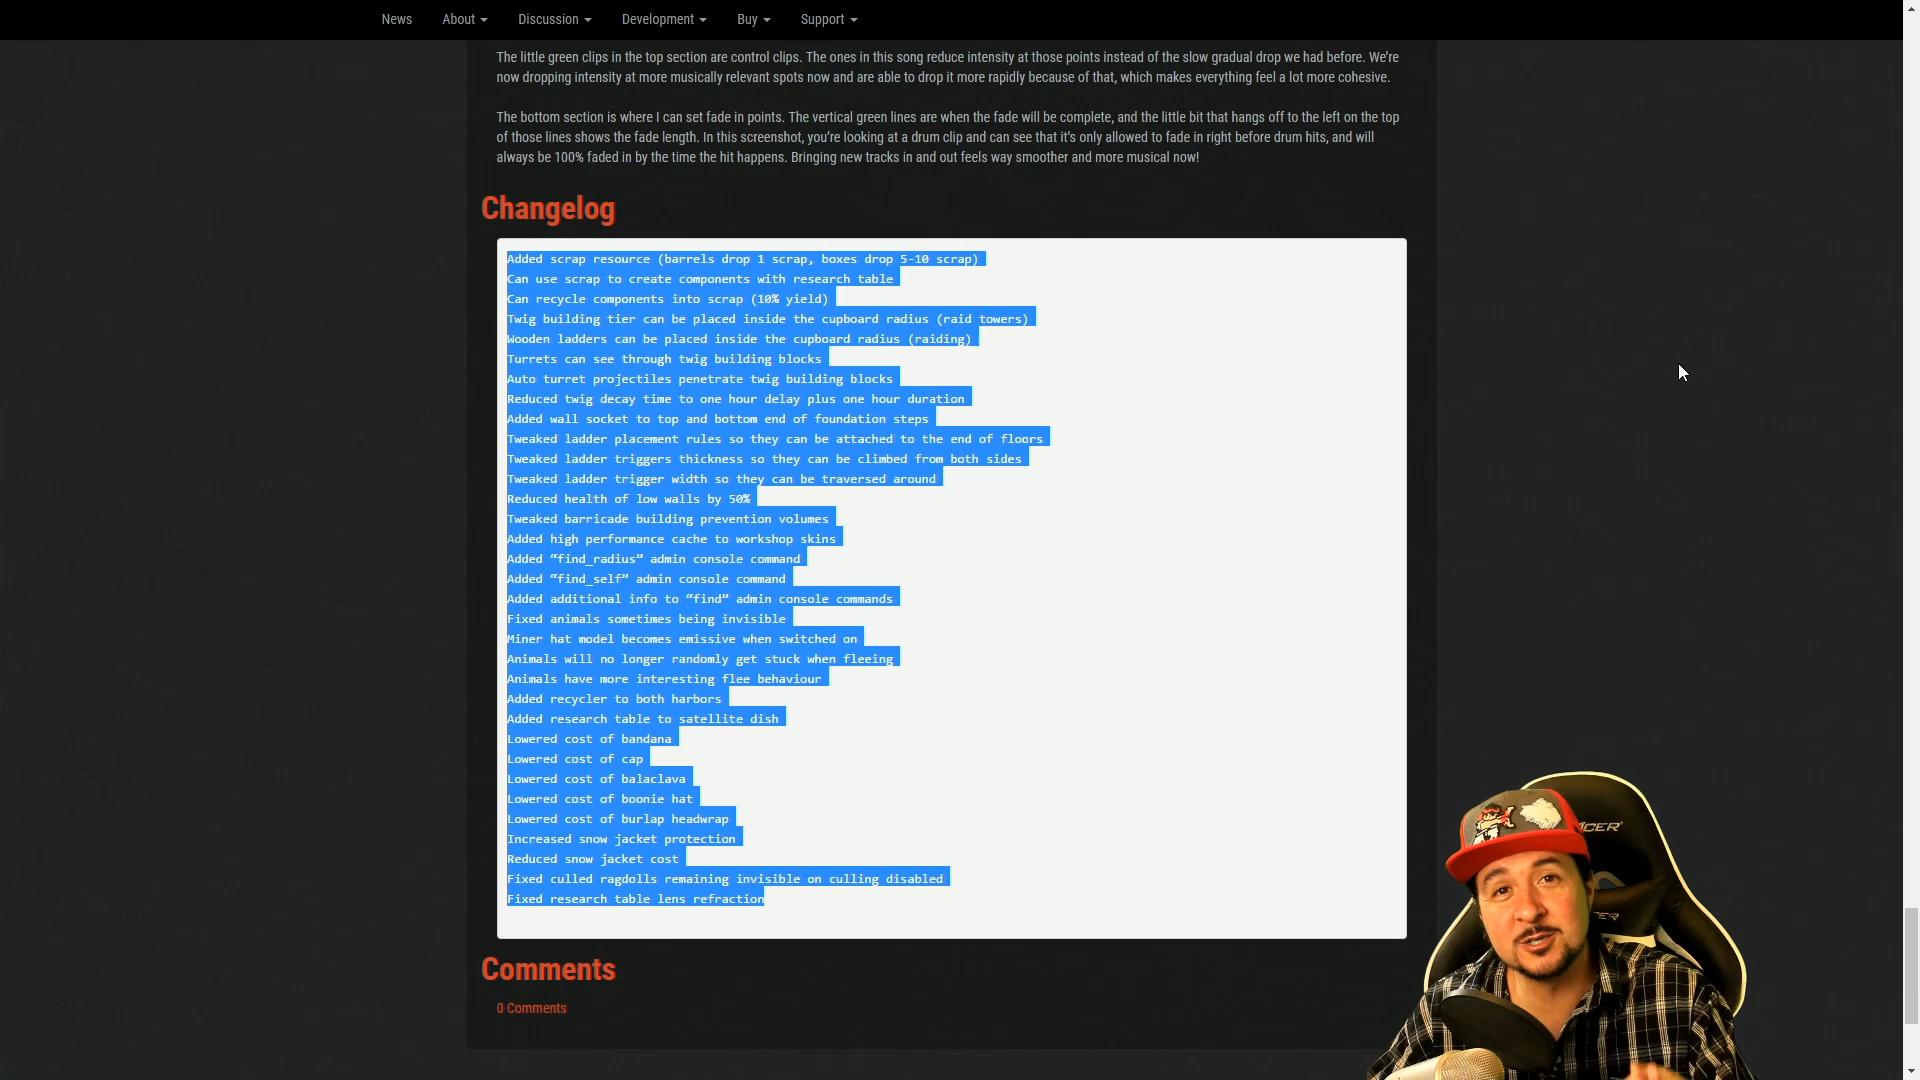 News About Discussion Development Buy Support
The little green clips in the top section are control clips. The ones in this song reduce intensity at those points instead of the slow gradual drop we had before. We’re
now dropping intensity at more musically relevant spots now and are able to drop it more rapidly because of that, which makes everything feel a lot more cohesive.
The bottom section is where I can set fade in points. The vertical green lines are when the fade will be complete, and the little bit that hangs off to the left on the top
of those lines shows the fade length. In this screenshot, you’re looking at a drum clip and can see that it’s only allowed to fade in right before drum hits, and will
always be 100% faded in by the time the hit happens. Bringing new tracks in and out feels way smoother and more musical now!
Changelog
Added scrap resource (barrels drop 1 scrap, boxes drop 5-10 scrap)
Can use scrap to create components with research table
Can recycle components into scrap (10% yield)
Twig building tier can be placed inside the cupboard radius (raid towers)
Wooden ladders can be placed inside the cupboard radius (raiding)
Turrets can see through twig building blocks
Auto turret projectiles penetrate twig building blocks
Reduced twig decay time to one hour delay plus one hour duration
Added wall socket to top and bottom end of foundation steps
Tweaked ladder placement rules so they can be attached to the end of floors
Tweaked ladder triggers thickness so they can be climbed from both sides
Tweaked ladder trigger width so they can be traversed around
Reduced health of low walls by 50%
Tweaked barricade building prevention volumes
Added high performance cache to workshop skins
Added “find_radius” admin console command
Added “find_self” admin console command
Added additional info to “find” admin console commands
Fixed animals sometimes being invisible
Miner hat model becomes emissive when switched on
Animals will no longer randomly get stuck when fleeing
Animals have more interesting flee behaviour
Added recycler to both harbors
Added research table to satellite dish
Lowered cost of bandana
Lowered cost of cap
Lowered cost of balaclava
Lowered cost of boonie hat
Lowered cost of burlap headwrap
Increased snow jacket protection
Reduced snow jacket cost
Fixed culled ragdolls remaining invisible on culling disabled
Fixed research table lens refraction
Comments
0 Comments